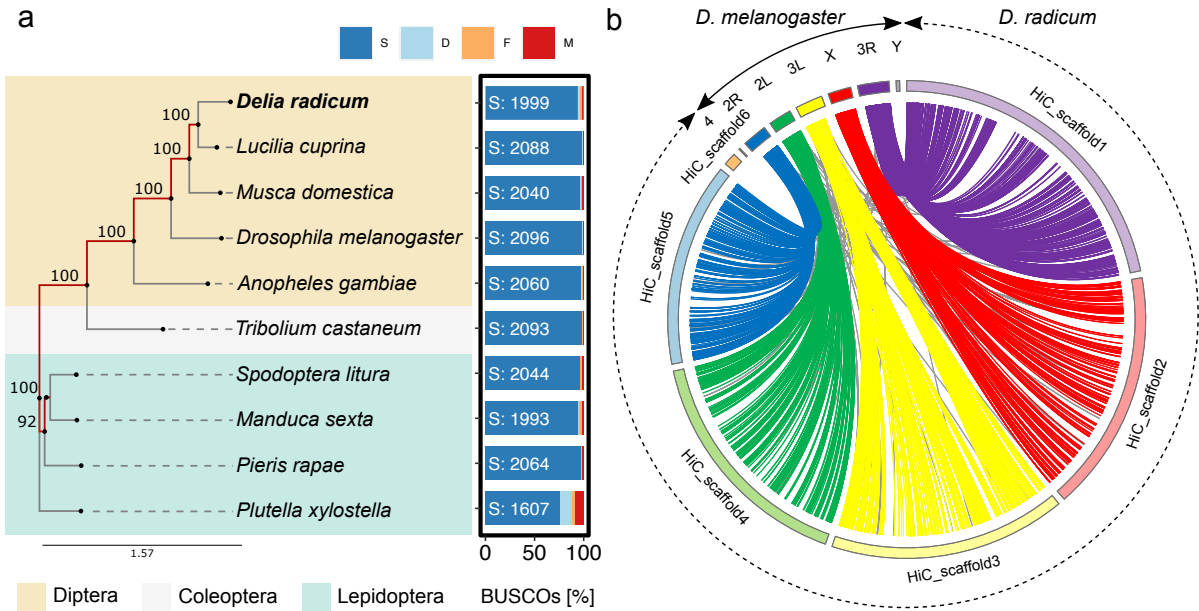 a
S D F M
Delia radicum
Lucilia cuprina
Musca domestica
Drosophila melanogaster
Anopheles gambiae
Tribolium castaneum
Spodoptera litura
Manduca sexta
Pieris rapae
Plutella xylostella
100
100
100
100
100
100
92
1.57
S: 1999
S: 2088
S: 2040
S: 2096
S: 2060
S: 2093
S: 2044
S: 1993
S: 2064
S: 1607
0 50 100
BUSCOs [%]
Diptera Coleoptera Lepidoptera
b
D. melanogaster
D. radicum
4 2R 2L 3L X 3R Y
HiC_scaffold1
HiC_scaffold2
HiC_scaffold3
HiC_scaffold4
HiC_scaffold5
HiC_scaffold6